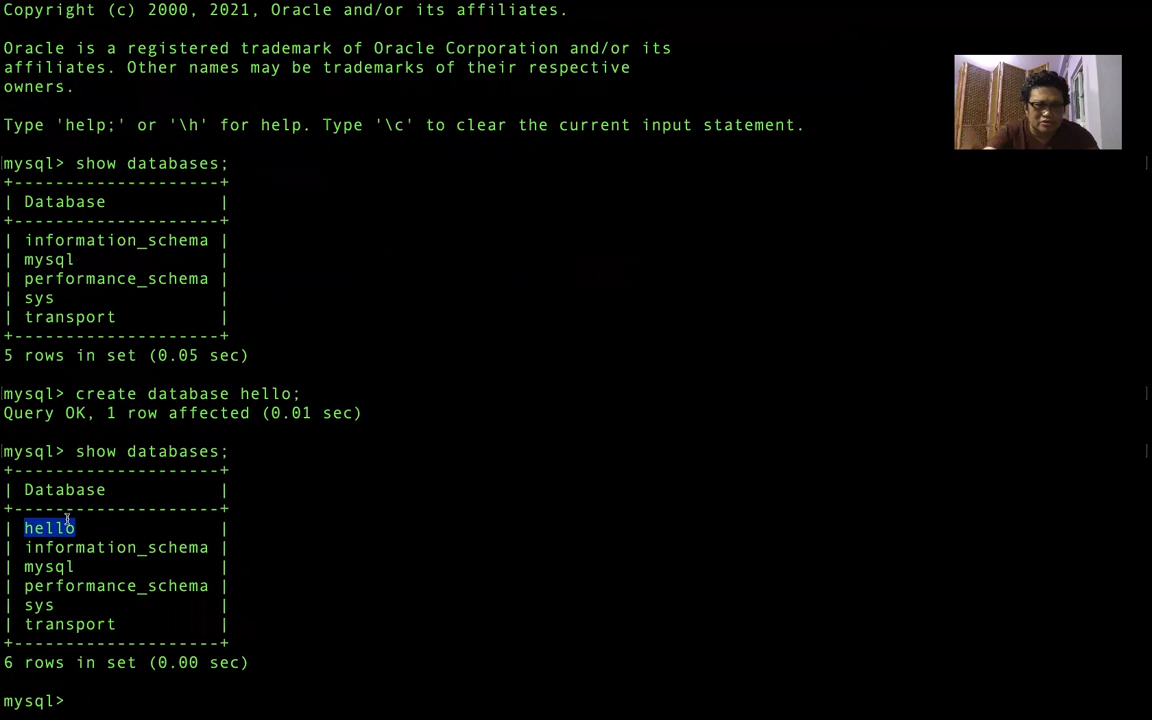 Copyright (c) 2000, 2021, Oracle and/or its affiliates.
Oracle is a registered trademark of Oracle Corporation and/or its
affiliates. Other names may be trademarks of their respective
owners.
Type 'help;' or '\h' for help. Type '\c' to clear the current input statement.
mysql> show databases;
+--------------------+
| Database           |
+--------------------+
| information_schema |
| mysql              |
| performance_schema |
| sys                |
| transport          |
+--------------------+
5 rows in set (0.05 sec)
mysql> create database hello;
Query OK, 1 row affected (0.01 sec)
mysql> show databases;
+--------------------+
| Database           |
+--------------------+
| hello              |
| information_schema |
| mysql              |
| performance_schema |
| sys                |
| transport          |
+--------------------+
6 rows in set (0.00 sec)
mysql>